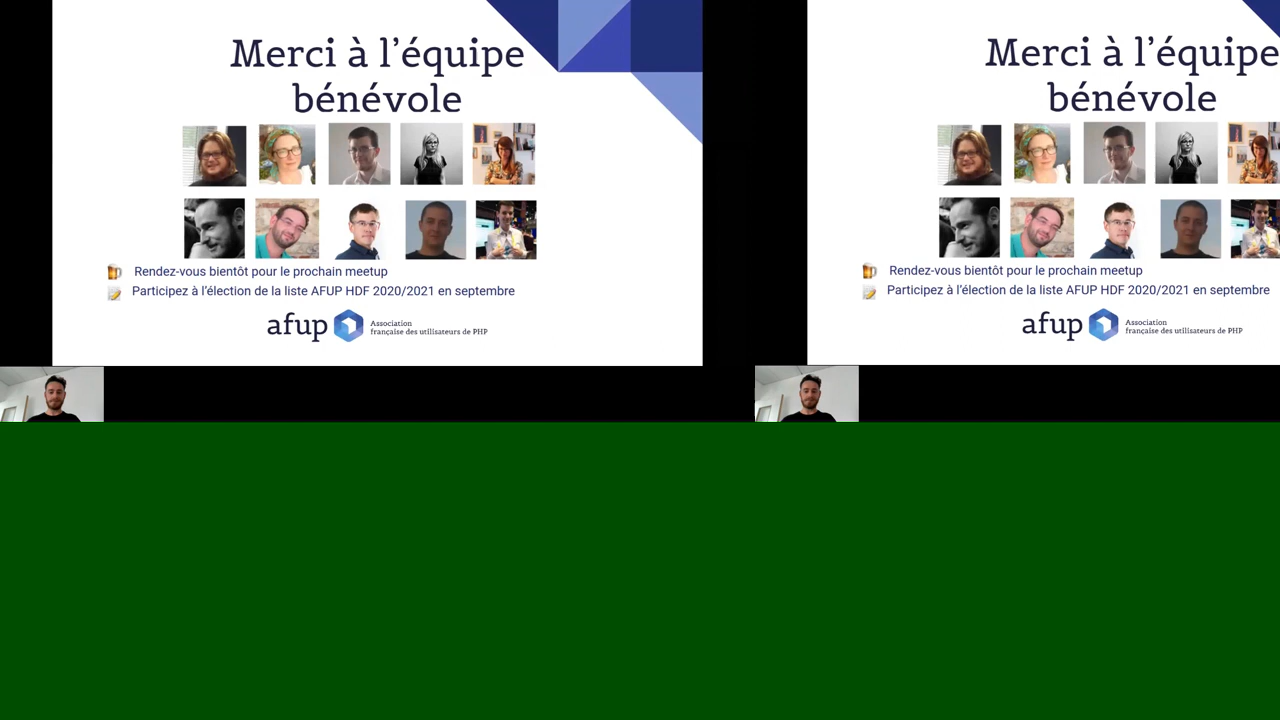 Merci à l'équipe
bénévole
Rendez-vous bientôt pour le prochain meetup
Participez à l'élection de la liste AFUP HDF 2020/2021 en septembre
afup
Association
française des utilisateurs de PHP
Merci à l'équipe
bénévole
Rendez-vous bientôt pour le prochain meetup
Participez à l'élection de la liste AFUP HDF 2020/2021 en septembre
afup
Association
française des utilisateurs de PHP